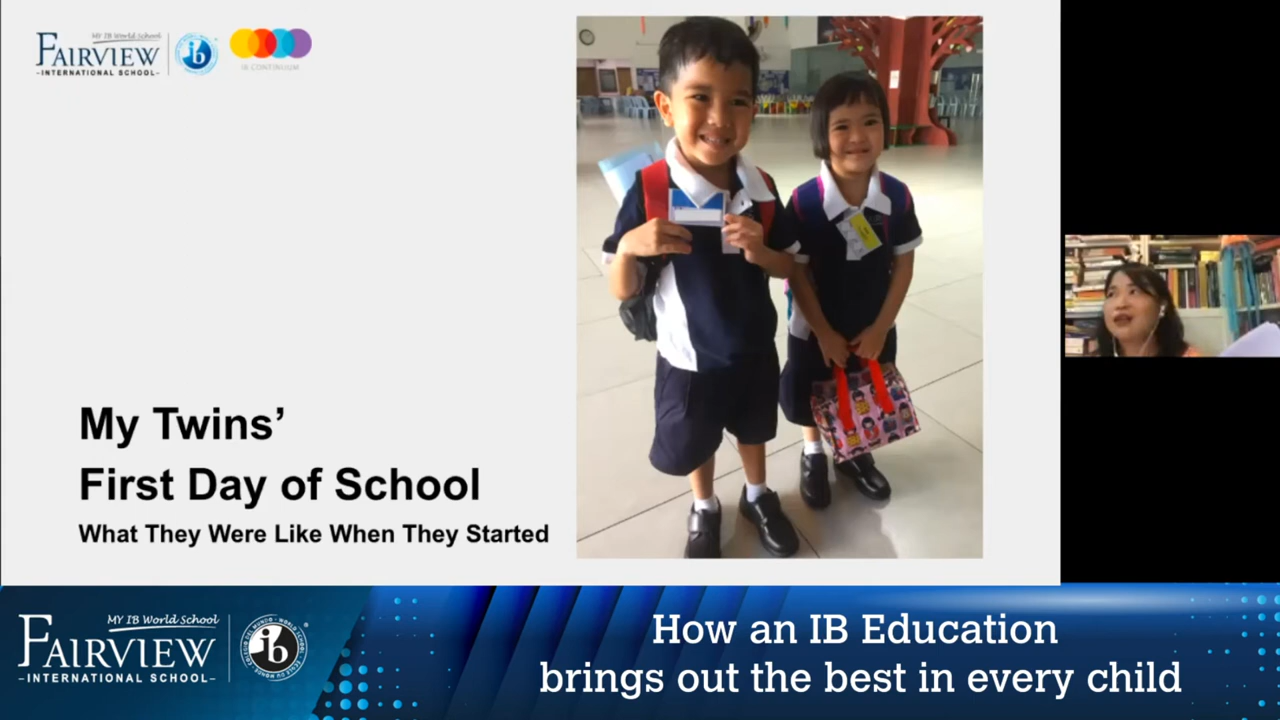 MY IB World School
FAIRVIEW
-INTERNATIONAL SCHOOL-
ib
IB CONTINUUM
My Twins’
First Day of School
What They Were Like When They Started
MY IB World School
FAIRVIEW
-INTERNATIONAL SCHOOL-
ib
How an IB Education
brings out the best in every child